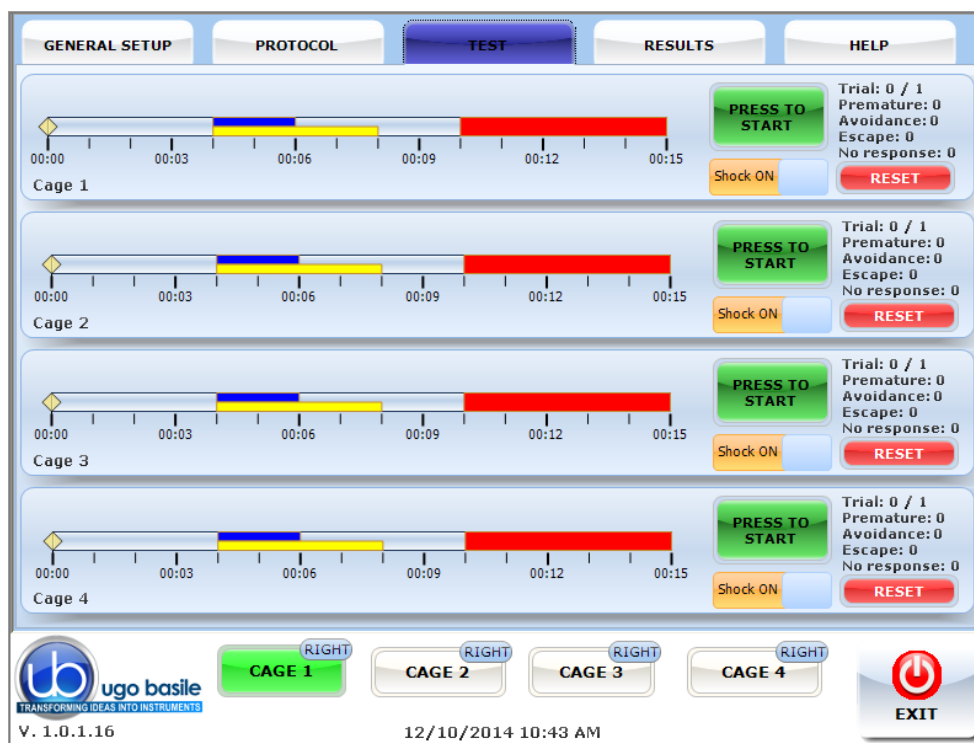 GENERAL SETUP
PROTOCOL
TEST
RESULTS
HELP
00:00 00:03 00:06 00:09 00:12 00:15
Cage 1
PRESS TO
START
Shock ON
Trial: 0 / 1
Premature: 0
Avoidance: 0
Escape: 0
No response: 0
RESET
00:00 00:03 00:06 00:09 00:12 00:15
Cage 2
PRESS TO
START
Shock ON
Trial: 0 / 1
Premature: 0
Avoidance: 0
Escape: 0
No response: 0
RESET
00:00 00:03 00:06 00:09 00:12 00:15
Cage 3
PRESS TO
START
Shock ON
Trial: 0 / 1
Premature: 0
Avoidance: 0
Escape: 0
No response: 0
RESET
00:00 00:03 00:06 00:09 00:12 00:15
Cage 4
PRESS TO
START
Shock ON
Trial: 0 / 1
Premature: 0
Avoidance: 0
Escape: 0
No response: 0
RESET
ub ugo basile
TRANSFORMING IDEAS INTO INSTRUMENTS
V. 1.0.1.16
RIGHT
CAGE 1
RIGHT
CAGE 2
RIGHT
CAGE 3
RIGHT
CAGE 4
12/10/2014 10:43 AM
EXIT